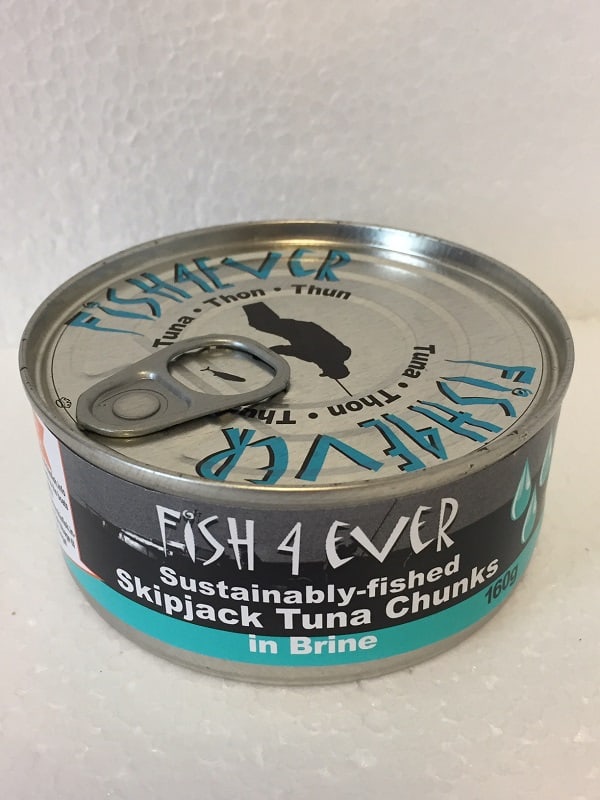 FISH4EVER
Tuna • Thon • Thun
Tuna • Thon • Thun
FISH4EVER
FISH4EVER
FISH 4 EVER
Sustainably-fished
Skipjack Tuna Chunks
160g
in Brine